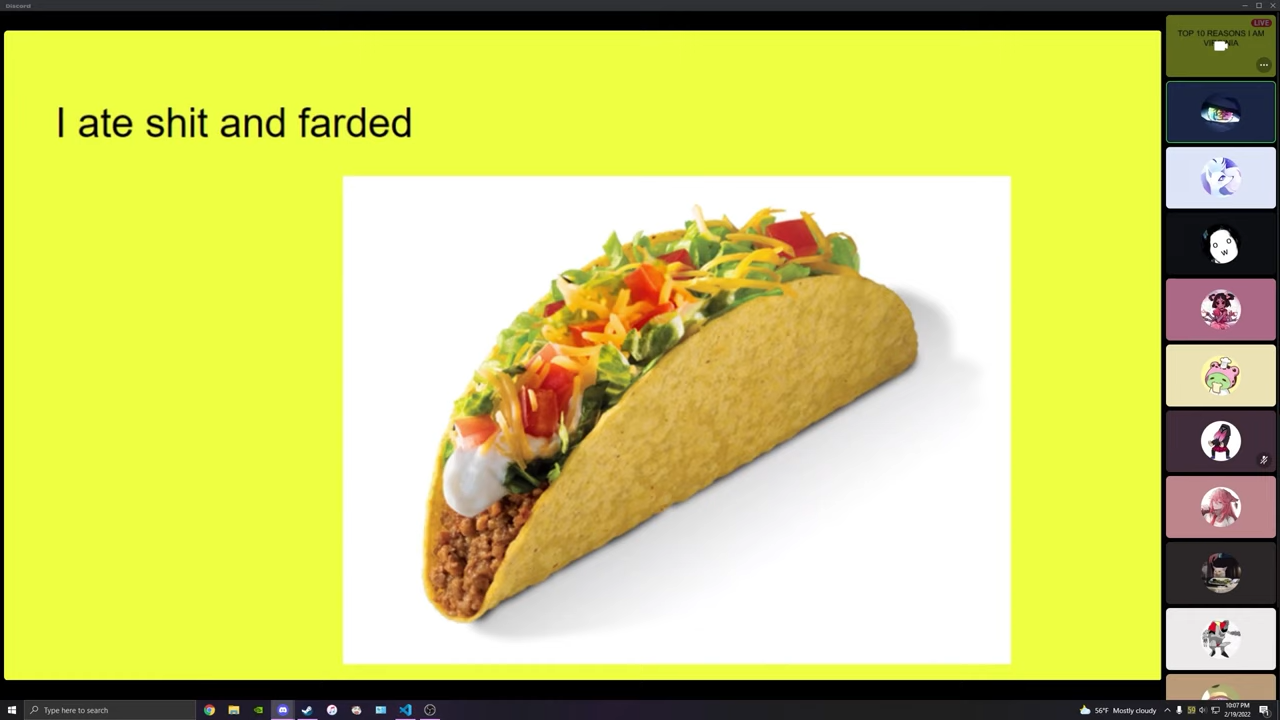 Discord
I ate shit and farded
LIVE
TOP 10 REASONS I AM
Type here to search
56°F Mostly cloudy
10:07 PM
2/19/2022